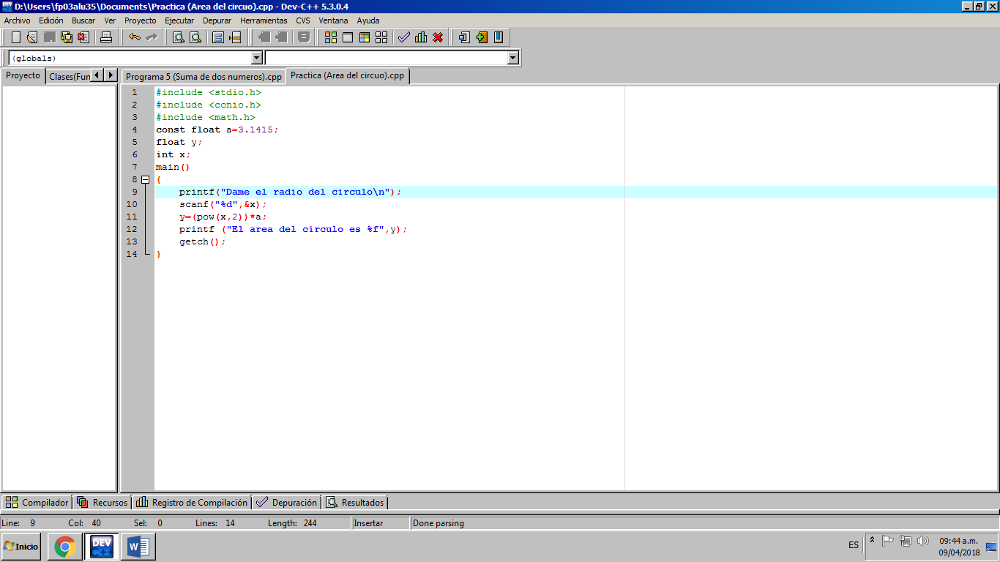 D:\Users\fp03alu35\Documents\Practica (Area del circuo).cpp - Dev-C++ 5.3.0.4
Archivo Edición Buscar Ver Proyecto Ejecutar Depurar Herramientas CVS Ventana Ayuda
(globals)
Proyecto Clases(Fun Programa 5 (Suma de dos numeros).cpp Practica (Area del circuo).cpp
1 #include <stdio.h>
2 #include <conio.h>
3 #include <math.h>
4 const float a=3.1415;
5 float y;
6 int x;
7 main()
8 {
9 printf("Dame el radio del circulo\n");
10 scanf("%d",&x);
11 y=(pow(x,2))*a;
12 printf ("El area del circulo es %f",y);
13 getch();
14 }
Compilador Recursos Registro de Compilación Depuración Resultados
Line: 9 Col: 40 Sel: 0 Lines: 14 Length: 244 Insertar Done parsing
Inicio DEV C++ W ES 09:44 a.m.
09/04/2018